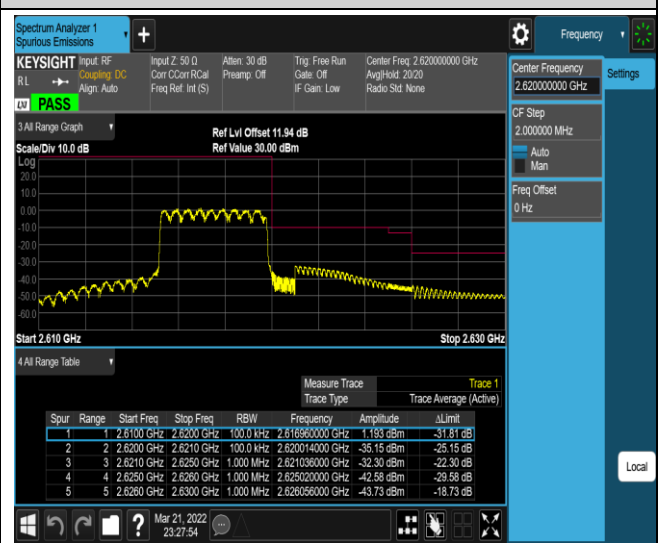 Spectrum Analyzer 1
Spurious Emissions
Frequency
KEYSIGHT Input: RF Input Z: 50 Ω Atten: 30 dB Trig: Free Run Center Freq: 2.620000000 GHz
RL Coupling: DC Corr CCorr RCal Preamp: Off Gate: Off Avg|Hold: 20/20
Align: Auto Freq Ref: Int (S) IF Gain: Low Radio Std: None
LXI PASS
Center Frequency
2.620000000 GHz
Settings
CF Step
2.000000 MHz
Auto
Man
Freq Offset
0 Hz
3 All Range Graph
Ref Lvl Offset 11.94 dB
Scale/Div 10.0 dB Ref Value 30.00 dBm
Log
20.0
10.0
0.00
-10.0
-20.0
-30.0
-40.0
-50.0
-60.0
Start 2.610 GHz Stop 2.630 GHz
4 All Range Table
Measure Trace Trace 1
Trace Type Trace Average (Active)
Spur Range Start Freq Stop Freq RBW Frequency Amplitude ΔLimit
1 1 2.6100 GHz 2.6200 GHz 100.0 kHz 2.616960000 GHz 1.193 dBm -31.81 dB
2 2 2.6200 GHz 2.6210 GHz 100.0 kHz 2.620014000 GHz -35.15 dBm -25.15 dB
3 3 2.6210 GHz 2.6250 GHz 1.000 MHz 2.621036000 GHz -32.30 dBm -22.30 dB
4 4 2.6250 GHz 2.6260 GHz 1.000 MHz 2.625020000 GHz -42.58 dBm -29.58 dB
5 5 2.6260 GHz 2.6300 GHz 1.000 MHz 2.626056000 GHz -43.73 dBm -18.73 dB
Local
Mar 21, 2022
23:27:54